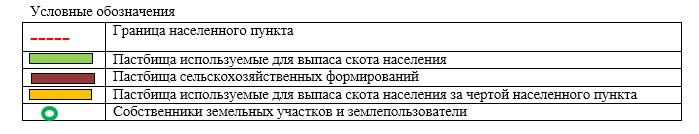 Условные обозначения
Граница населенного пункта
Пастбища используемые для выпаса скота населения
Пастбища сельскохозяйственных формирований
Пастбища используемые для выпаса скота населения за чертой населенного пункта
Собственники земельных участков и землепользователи